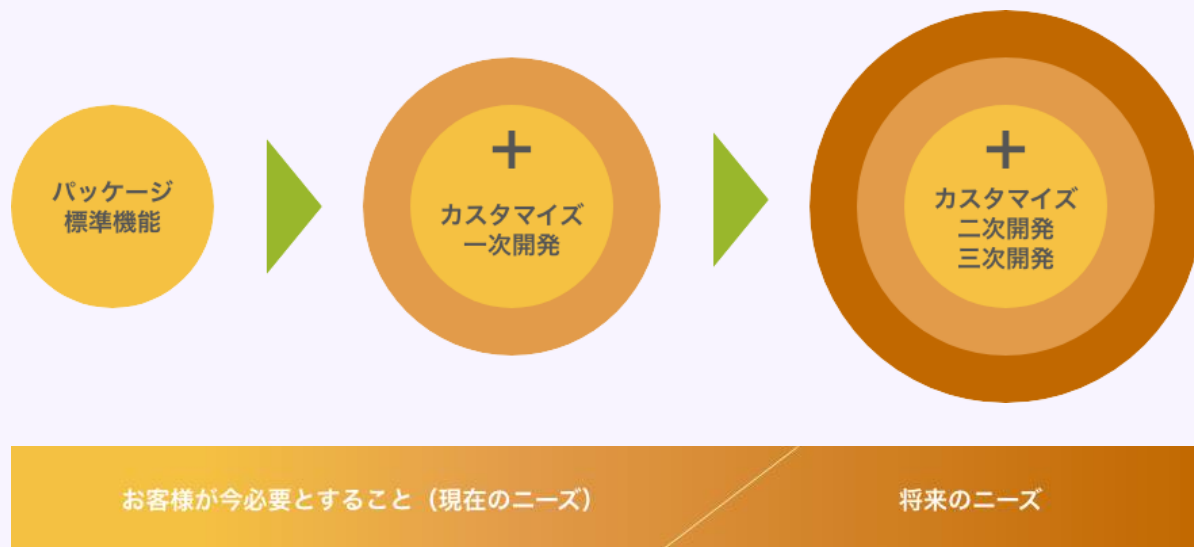 パッケージ
標準機能
+
カスタマイズ
一次開発
+
カスタマイズ
二次開発
三次開発
お客様が今必要とすること（現在のニーズ）
将来のニーズ